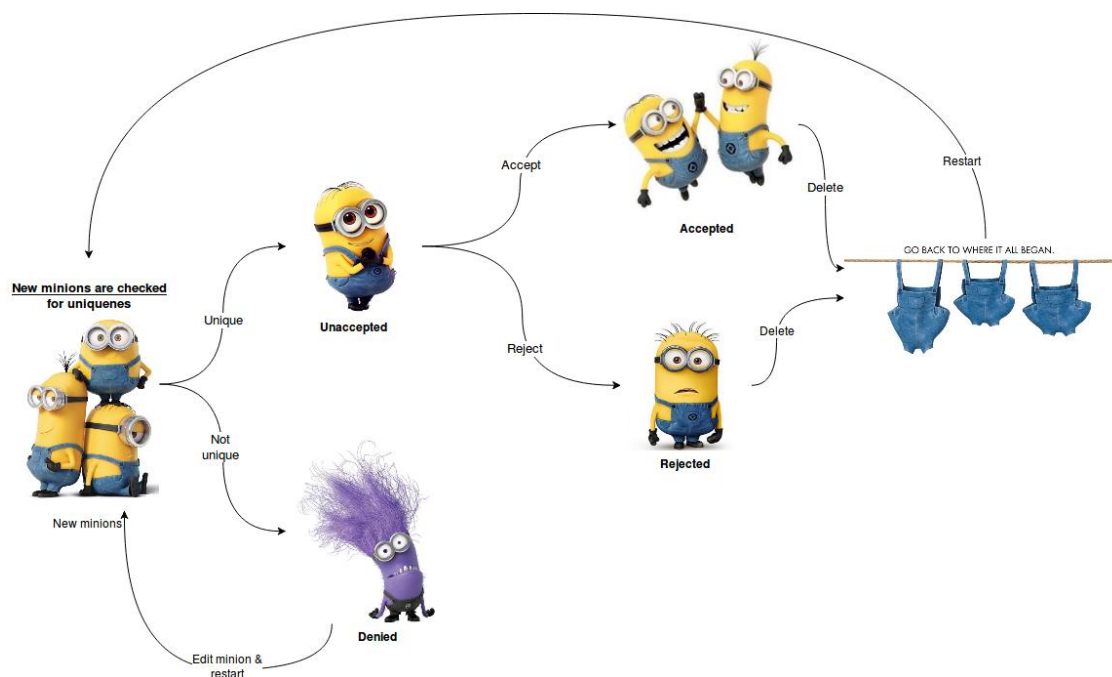 Restart
Accept
Delete
Accepted
GO BACK TO WHERE IT ALL BEGAN.
New minions are checked
for uniquenes
Unique
Unaccepted
Reject
Delete
Not
unique
Rejected
New minions
Denied
Edit minion &
restart